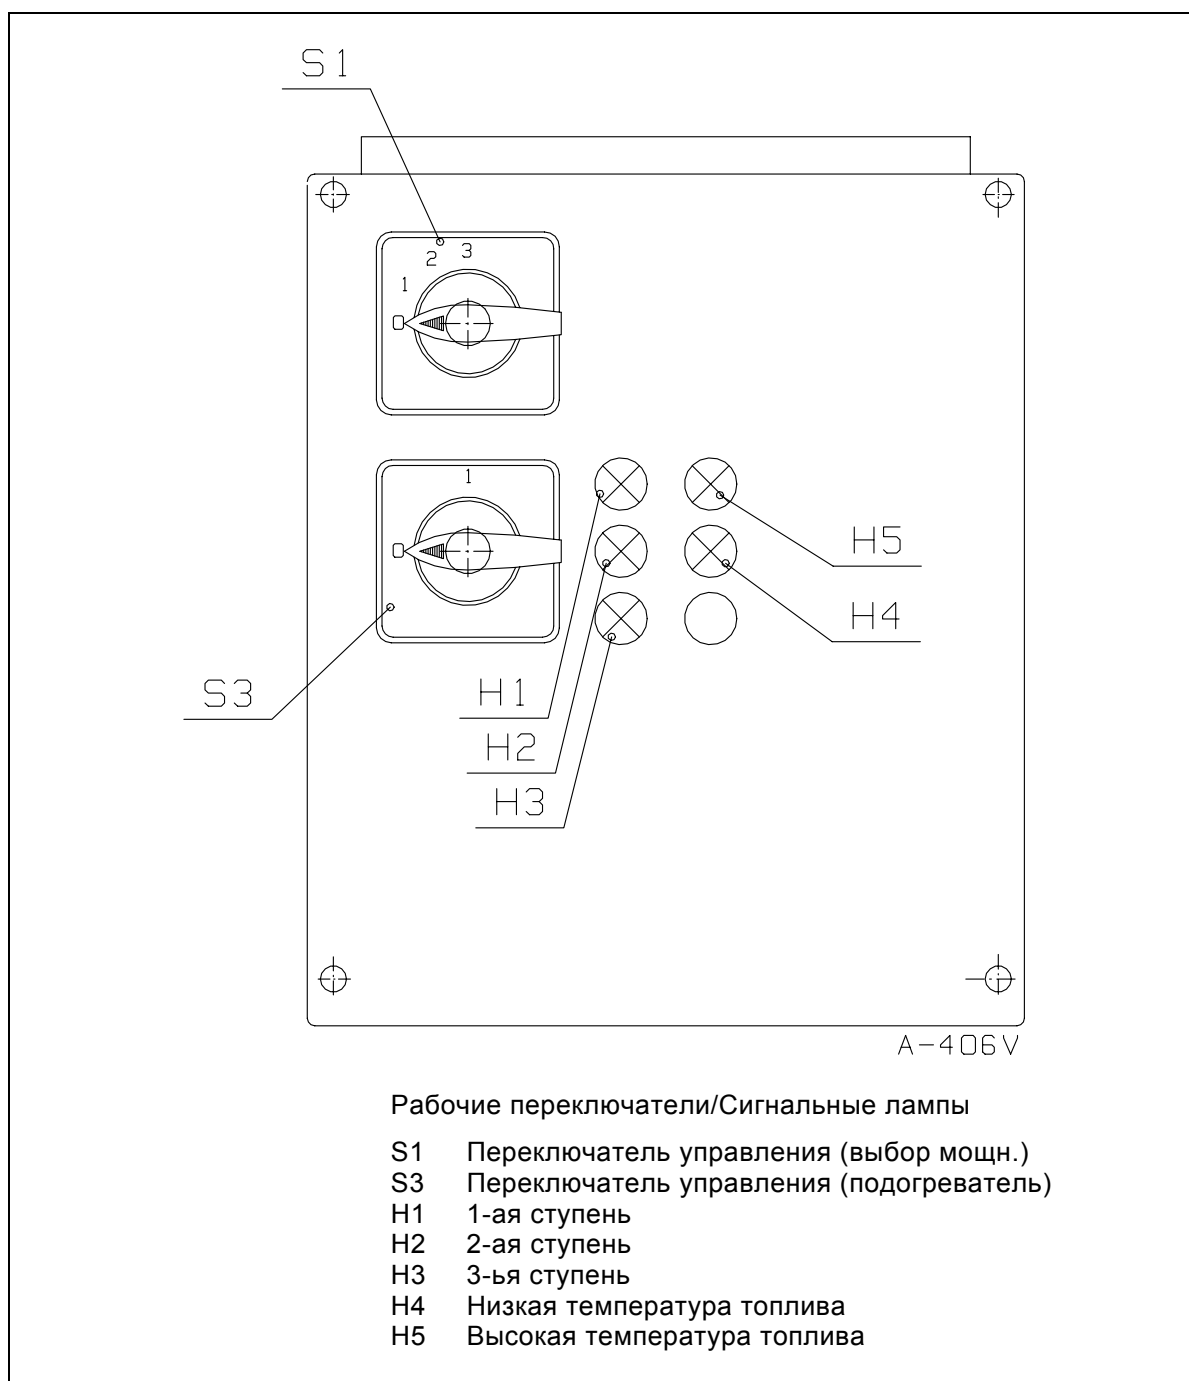 S1
2 3
1
0
1
0
H5
H4
S3
H1
H2
H3
A-406V
Рабочие переключатели/Сигнальные лампы
S1 Переключатель управления (выбор мощн.)
S3 Переключатель управления (подогреватель)
H1 1-ая ступень
H2 2-ая ступень
H3 3-ья ступень
H4 Низкая температура топлива
H5 Высокая температура топлива